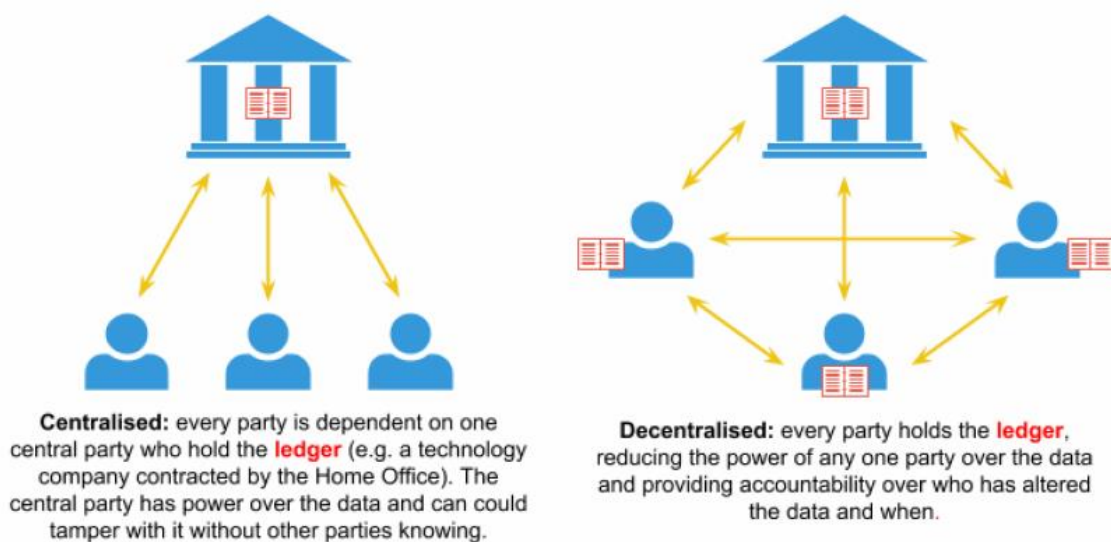 Centralised: every party is dependent on one
central party who hold the ledger (e.g. a technology
company contracted by the Home Office). The
central party has power over the data and can could
tamper with it without other parties knowing.
Decentralised: every party holds the ledger,
reducing the power of any one party over the data
and providing accountability over who has altered
the data and when.